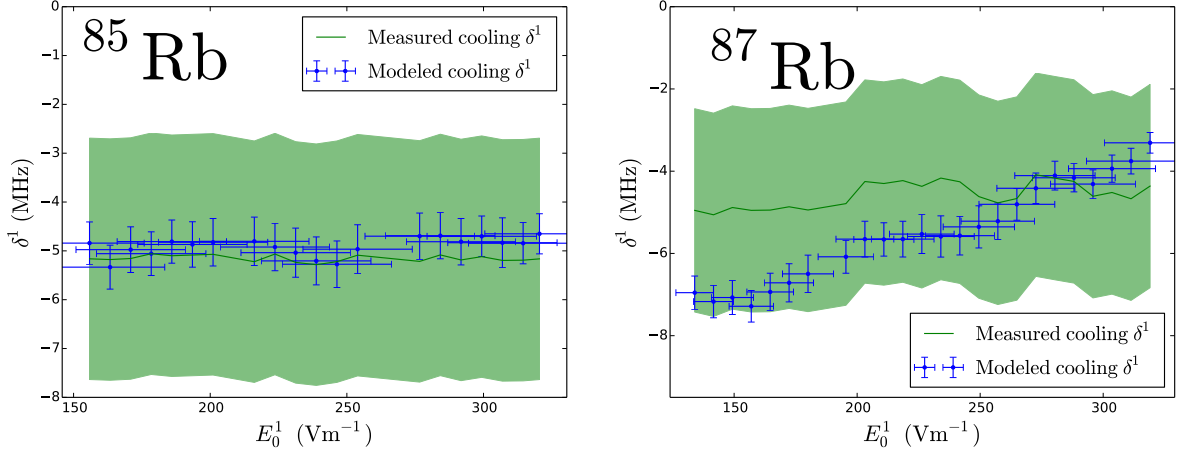 ⁸⁵Rb
Measured cooling δ¹
Modeled cooling δ¹
δ¹ (MHz)
0
−1
−2
−3
−4
−5
−6
−7
−8
150
200
250
300
E₀¹ (Vm⁻¹)
⁸⁷Rb
δ¹ (MHz)
0
−2
−4
−6
−8
Measured cooling δ¹
Modeled cooling δ¹
150
200
250
300
E₀¹ (Vm⁻¹)